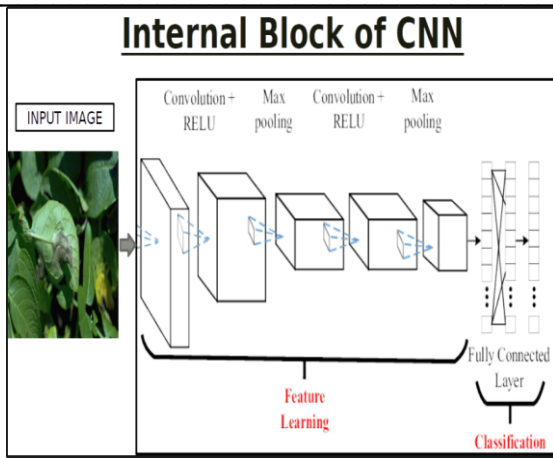 Internal Block of CNN
INPUT IMAGE
Convolution +
RELU
Max
pooling
Convolution +
RELU
Max
pooling
Fully Connected
Layer
Feature
Learning
Classification